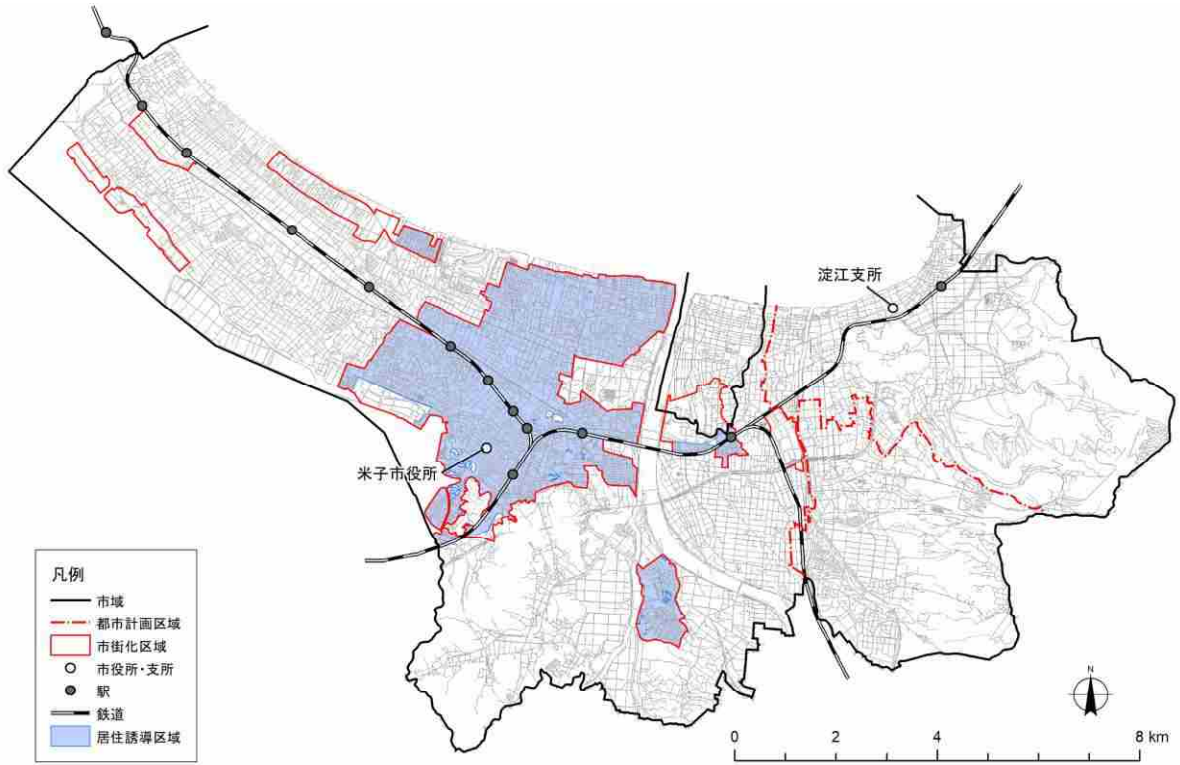 淀江支所
米子市役所
凡例
市域
都市計画区域
市街化区域
市役所・支所
駅
鉄道
居住誘導区域
N
0 2 4 8 km